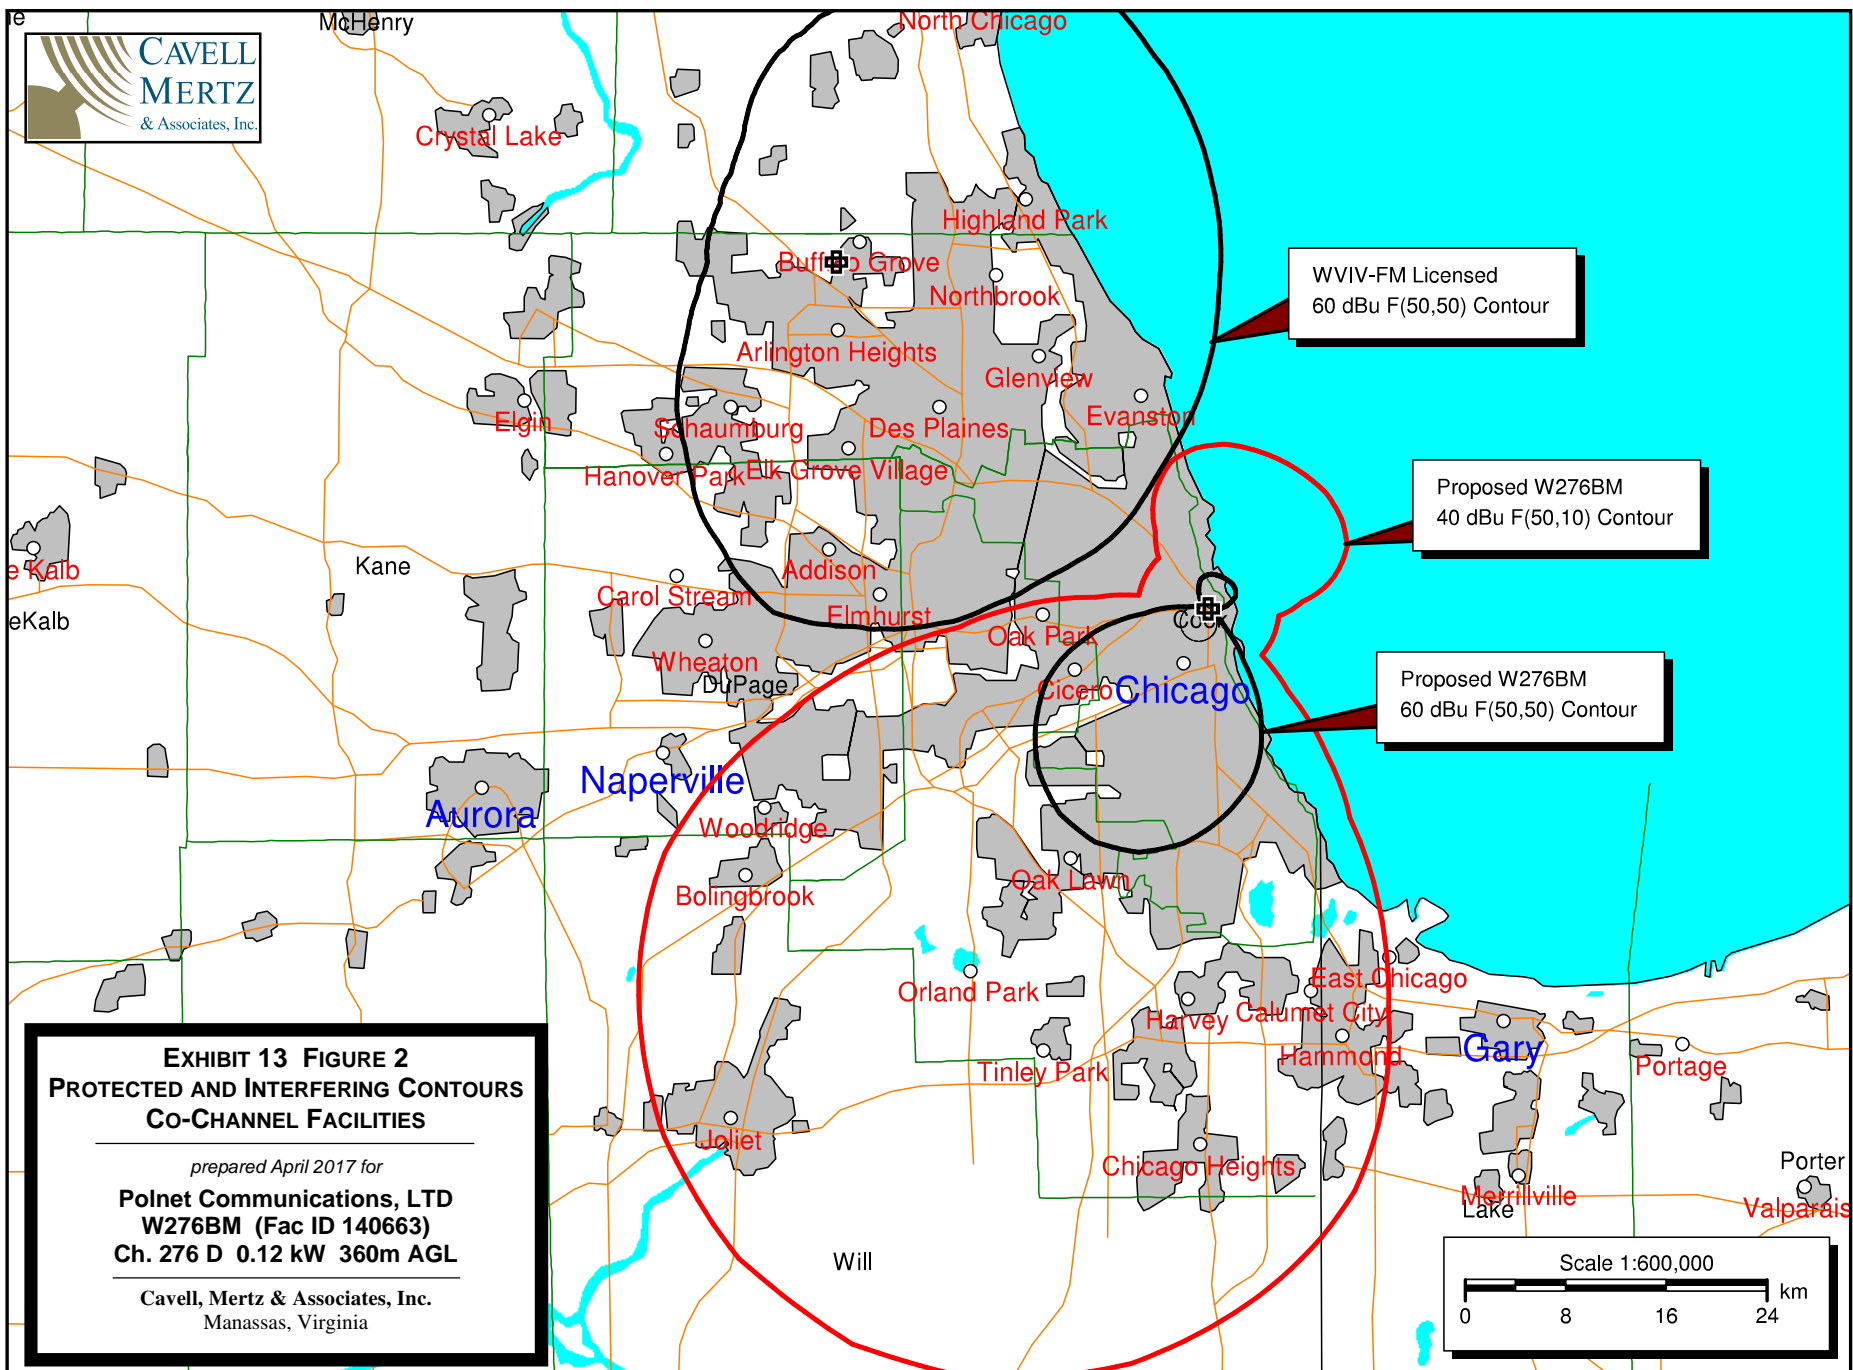 McHenry
North Chicago
CAVELL
MERTZ
& Associates, Inc.
Crystal Lake
Highland Park
Buffalo Grove
Northbrook
WVIV-FM Licensed
60 dBu F(50,50) Contour
Arlington Heights
Glenview
Elgin
Schaumburg
Des Plaines
Evanston
Hanover Park
Elk Grove Village
Proposed W276BM
40 dBu F(50,10) Contour
e Kalb
Kane
Addison
Carol Stream
Elmhurst
eKalb
Oak Park
Wheaton
DuPage
Cicero
Chicago
Proposed W276BM
60 dBu F(50,50) Contour
Naperville
Aurora
Woodridge
Bolingbrook
Oak Lawn
Orland Park
East Chicago
Harvey
Calumet City
Hammond
Gary
Tinley Park
Portage
Joliet
Chicago Heights
Merrillville
Lake
Porter
Valparais
Will
EXHIBIT 13 FIGURE 2
PROTECTED AND INTERFERING CONTOURS
CO-CHANNEL FACILITIES
prepared April 2017 for
Polnet Communications, LTD
W276BM (Fac ID 140663)
Ch. 276 D 0.12 kW 360m AGL
Cavell, Mertz & Associates, Inc.
Manassas, Virginia
Scale 1:600,000
km
0 8 16 24